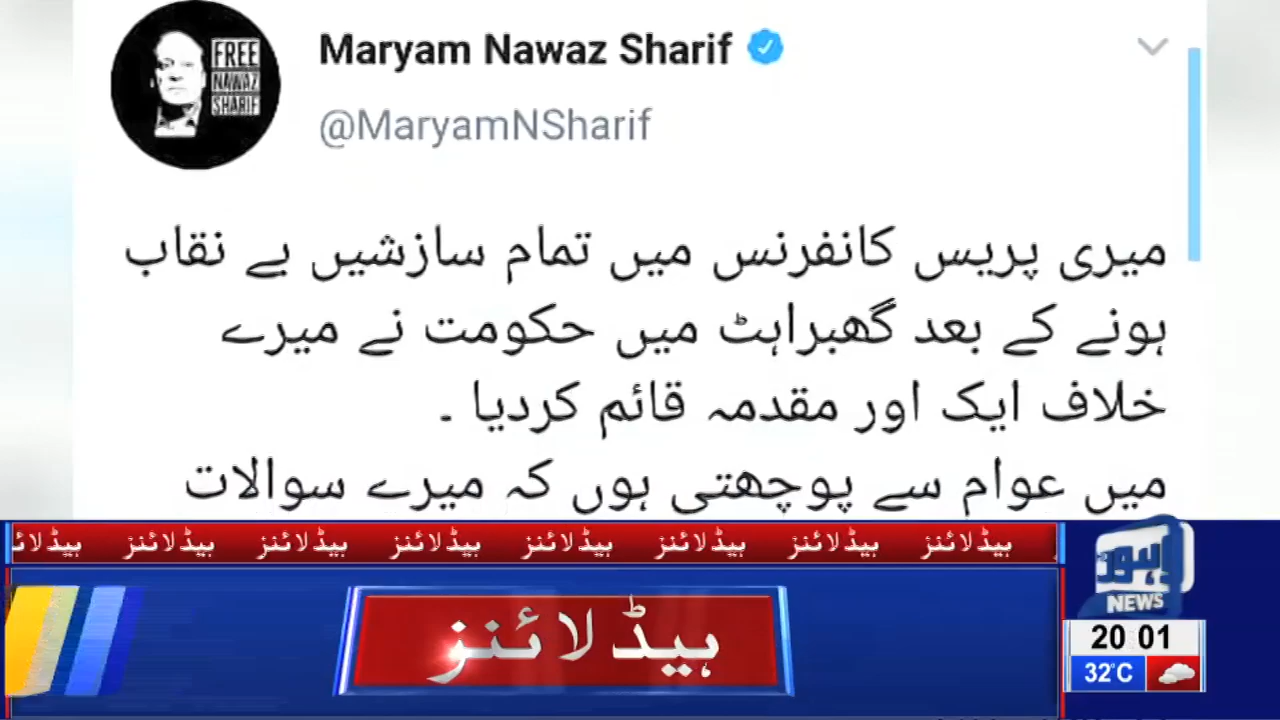 FREE
NAWAZ
SHARIF
Maryam Nawaz Sharif
@MaryamNSharif
میری پریس کانفرنس میں تمام سازشیں بے نقاب
ہونے کے بعد گھبراہٹ میں حکومت نے میرے
خلاف ایک اور مقدمہ قائم کردیا ۔
میں عوام سے پوچھتی ہوں کہ میرے سوالات
ہیڈلائنز ہیڈلائنز ہیڈلائنز ہیڈلائنز ہیڈلائنز ہیڈلائنز ہیڈلائنز
ہیڈلائنز
لاہور
NEWS
20 01
32°C